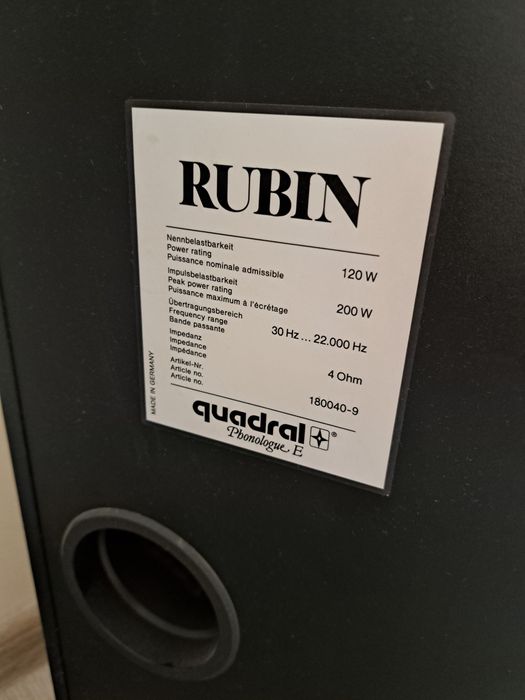 RUBIN
Nennbelastbarkeit
Power rating
Puissance nominale admissible 120 W
Impulsbelastbarkeit
Peak power rating
Puissance maximum à l'écrétage 200 W
Übertragungsbereich
Frequency range
Bande passante 30 Hz ... 22.000 Hz
Impedanz
Impedance
Impédance 4 Ohm
Artikel-Nr.
Article no.
Article no. 180040-9
MADE IN GERMANY
quadral ®
Phonologue E